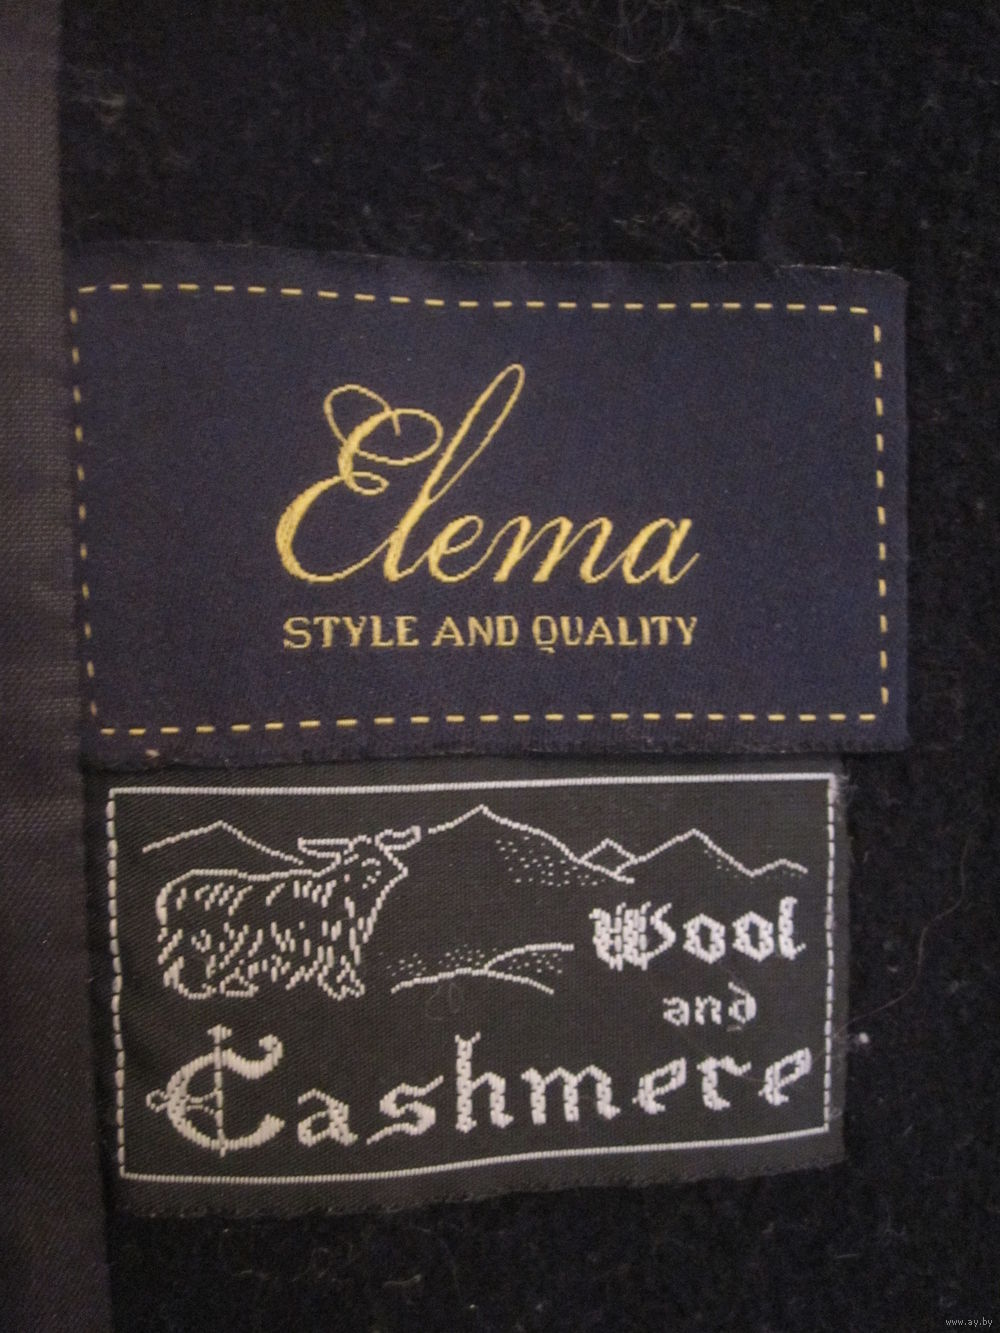 Elema
STYLE AND QUALITY
Wool
and
Cashmere
www.ay.by